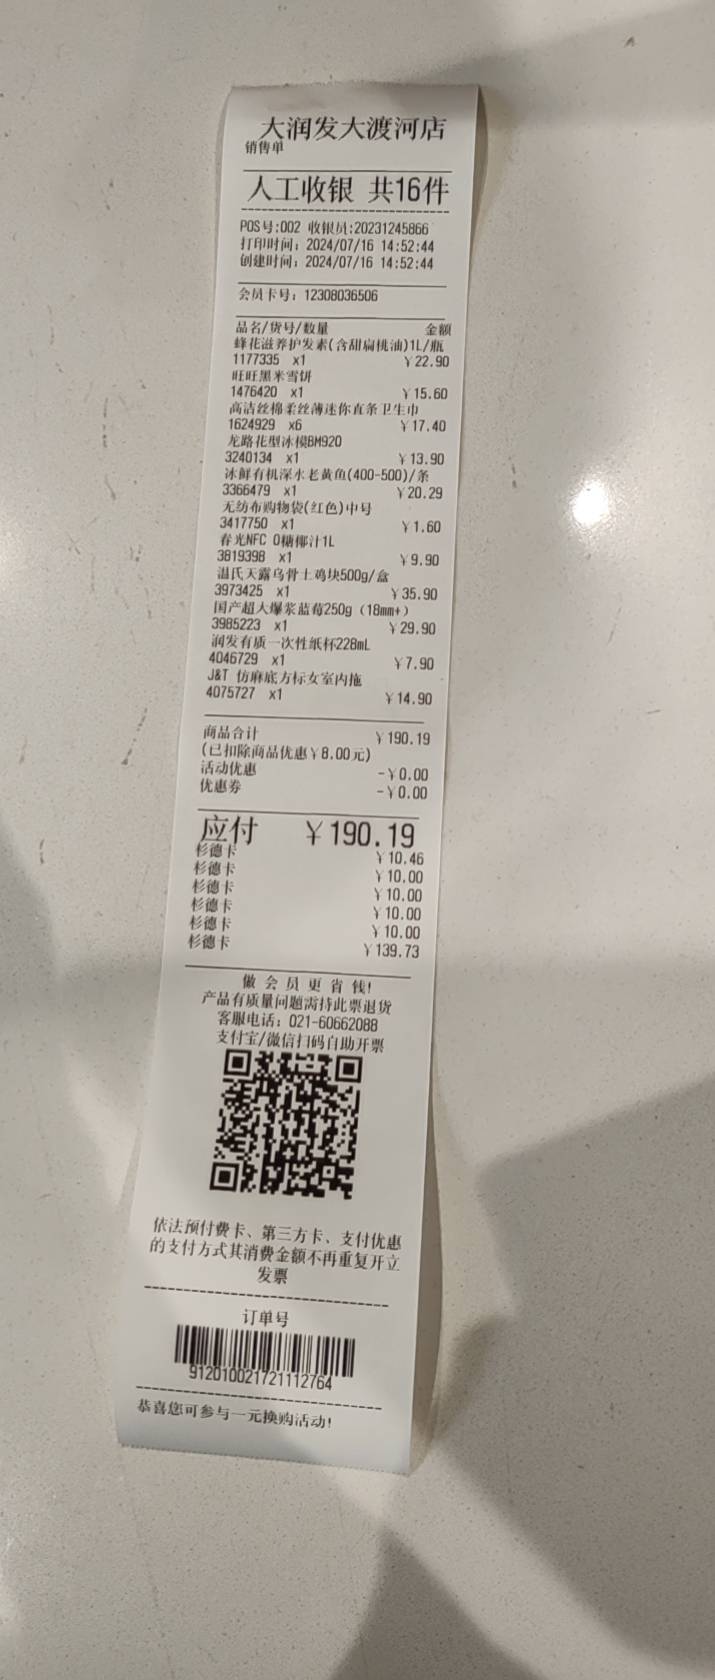 大润发大渡河店
销售单
人工收银 共16件
POS号:002 收银员:20231245866
打印时间: 2024/07/16 14:52:44
创建时间: 2024/07/16 14:52:44
会员卡号: 12308036506
品名/货号/数量 金额
蜂花滋养护发素(含甜扁桃油)1L/瓶
1177335 x1 ¥22.90
旺旺黑米雪饼
1476420 x1 ¥15.60
高洁丝棉柔丝薄迷你直条卫生巾
1624929 x6 ¥17.40
龙路花型冰模BM920
3240134 x1 ¥13.90
冰鲜有机深水老黄鱼(400-500)/条
3366479 x1 ¥20.29
无纺布购物袋(红色)中号
3417750 x1 ¥1.60
春光NFC 0糖椰汁1L
3819398 x1 ¥9.90
温氏天露乌骨土鸡块500g/盒
3973425 x1 ¥35.90
国产超大爆浆蓝莓250g（18mm+）
3985223 x1 ¥29.90
润发有质一次性纸杯228mL
4046729 x1 ¥7.90
J&T 仿麻底方标女室内拖
4075727 x1 ¥14.90
商品合计 ¥190.19
(已扣除商品优惠¥8.00元)
活动优惠 -¥0.00
优惠券 -¥0.00
应付 ¥190.19
杉德卡 ¥10.46
杉德卡 ¥10.00
杉德卡 ¥10.00
杉德卡 ¥10.00
杉德卡 ¥10.00
杉德卡 ¥139.73
做会员更省钱!
产品有质量问题需持此票退货
客服电话: 021-60662088
支付宝/微信扫码自助开票
依法预付费卡、第三方卡、支付优惠
的支付方式其消费金额不再重复开立
发票
订单号
912010021721112764
恭喜您可参与一元换购活动!